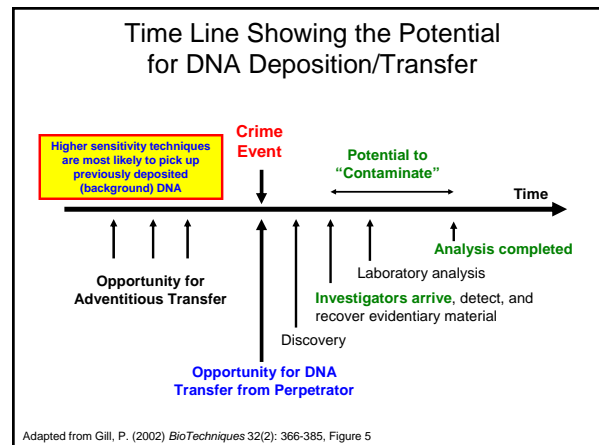 Time Line Showing the Potential
for DNA Deposition/Transfer
Higher sensitivity techniques
are most likely to pick up
previously deposited
(background) DNA
Crime
Event
Potential to
“Contaminate”
Time
Opportunity for
Adventitious Transfer
Analysis completed
Laboratory analysis
Investigators arrive, detect, and
recover evidentiary material
Discovery
Opportunity for DNA
Transfer from Perpetrator
Adapted from Gill, P. (2002) BioTechniques 32(2): 366-385, Figure 5